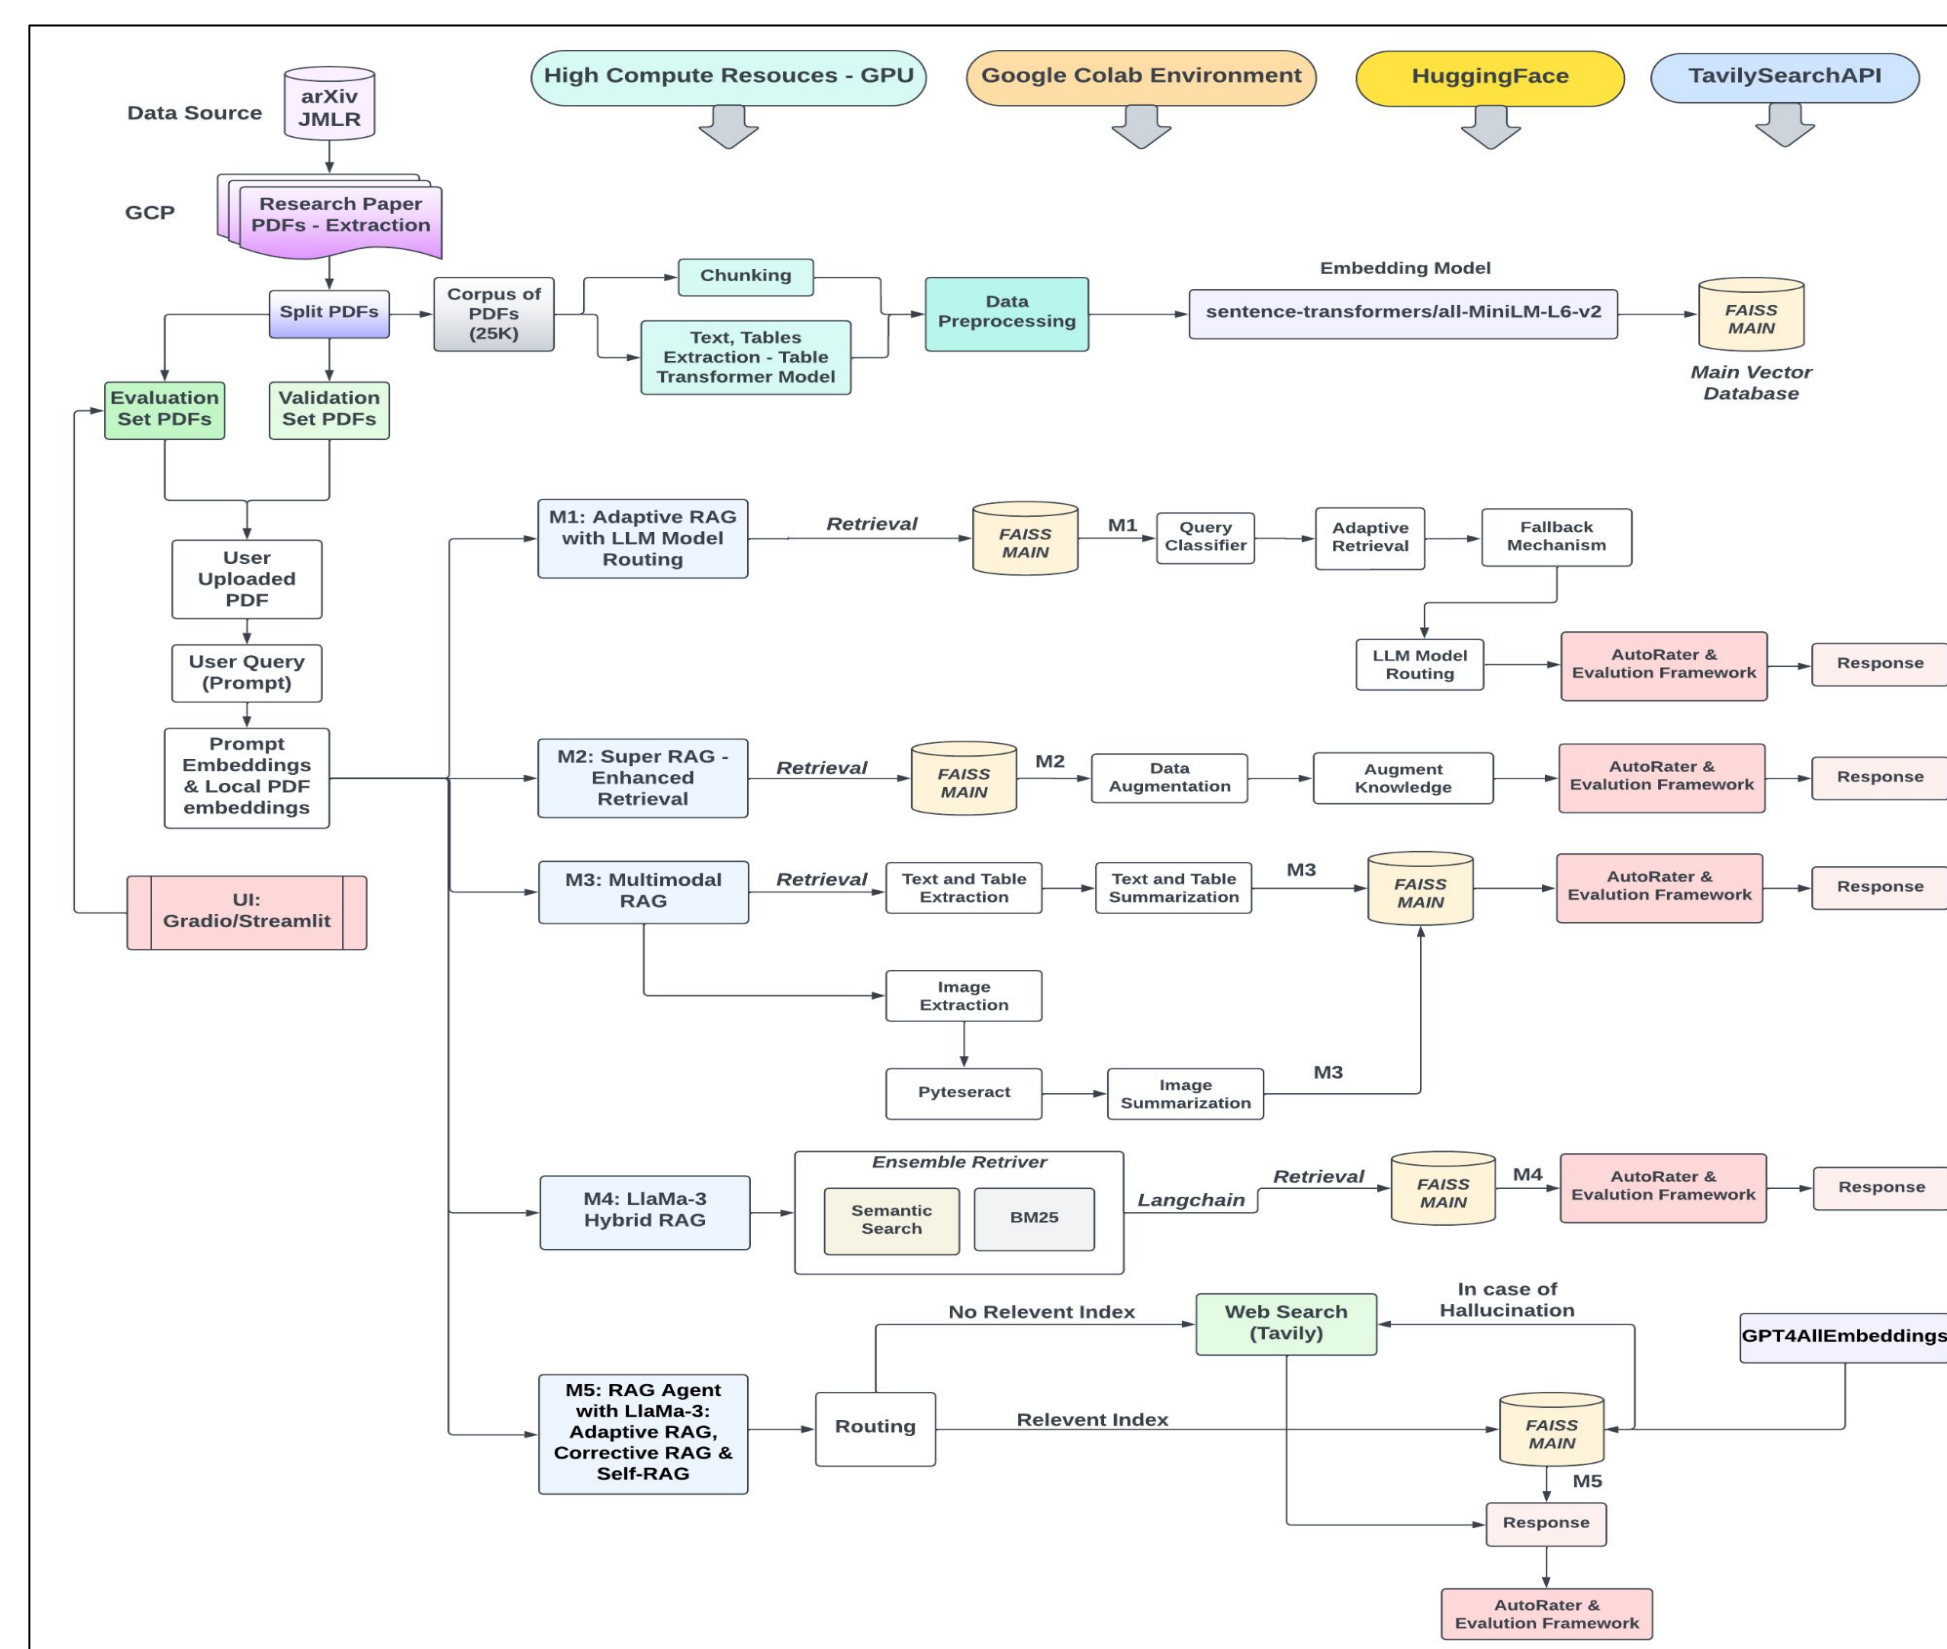 High Compute Resouces - GPU
Google Colab Environment
HuggingFace
TavilySearchAPI
Data Source
arXiv
JMLR
GCP
Research Paper
PDFs - Extraction
Split PDFs
Corpus of
PDFs
(25K)
Chunking
Text, Tables
Extraction - Table
Transformer Model
Data
Preprocessing
Embedding Model
sentence-transformers/all-MiniLM-L6-v2
FAISS
MAIN
Main Vector
Database
Evaluation
Set PDFs
Validation
Set PDFs
User
Uploaded
PDF
User Query
(Prompt)
Prompt
Embeddings
& Local PDF
embeddings
UI:
Gradio/Streamlit
M1: Adaptive RAG
with LLM Model
Routing
Retrieval
FAISS
MAIN
M1
Query
Classifier
Adaptive
Retrieval
Fallback
Mechanism
LLM Model
Routing
AutoRater &
Evalution Framework
Response
M2: Super RAG -
Enhanced
Retrieval
Retrieval
FAISS
MAIN
M2
Data
Augmentation
Augment
Knowledge
AutoRater &
Evalution Framework
Response
M3: Multimodal
RAG
Retrieval
Text and Table
Extraction
Text and Table
Summarization
M3
FAISS
MAIN
AutoRater &
Evalution Framework
Response
Image
Extraction
Pyteseract
Image
Summarization
M3
M4: LlaMa-3
Hybrid RAG
Ensemble Retriver
Semantic
Search
BM25
Langchain
Retrieval
FAISS
MAIN
M4
AutoRater &
Evalution Framework
Response
M5: RAG Agent
with LlaMa-3:
Adaptive RAG,
Corrective RAG &
Self-RAG
Routing
No Relevent Index
Web Search
(Tavily)
In case of
Hallucination
GPT4AllEmbeddings
Relevent Index
FAISS
MAIN
M5
Response
AutoRater &
Evalution Framework